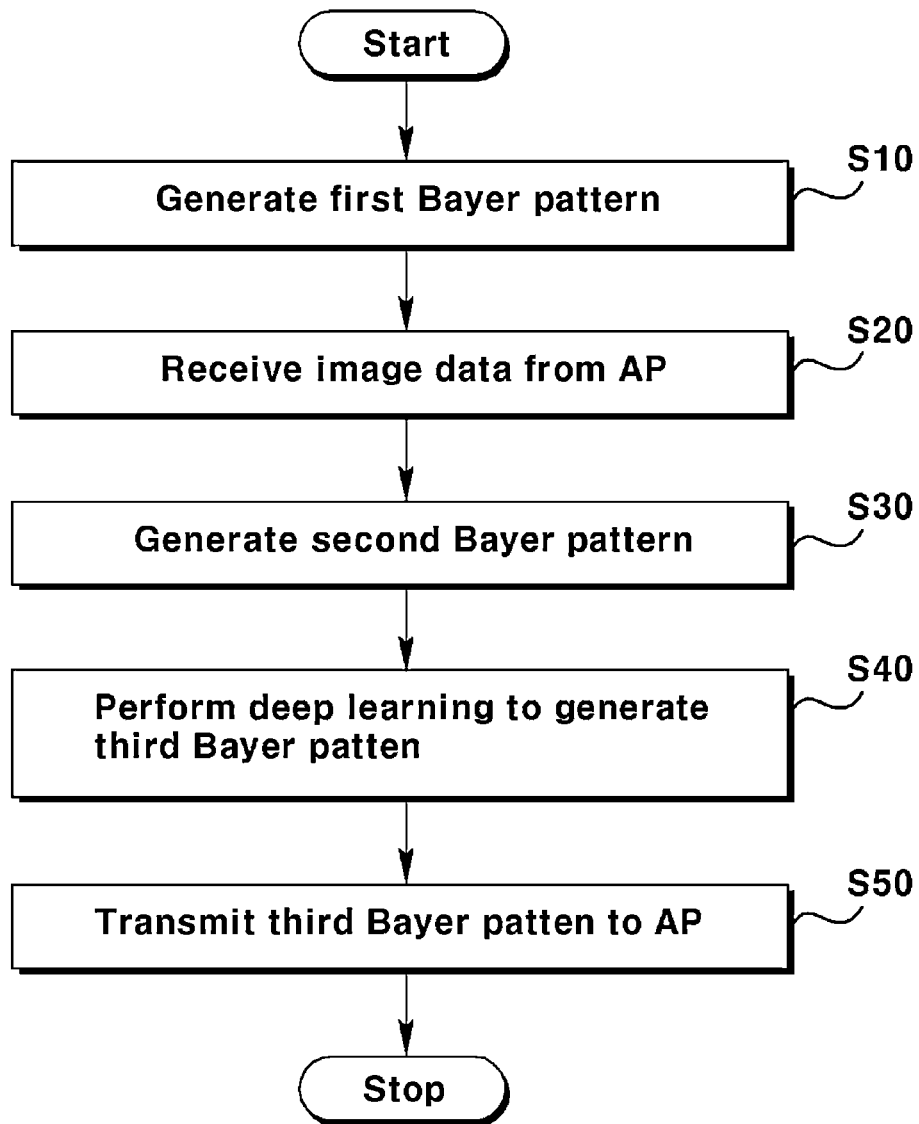 Start
S10
Generate first Bayer pattern
S20
Receive image data from AP
S30
Generate second Bayer pattern
S40
Perform deep learning to generate
third Bayer patten
S50
Transmit third Bayer patten to AP
Stop